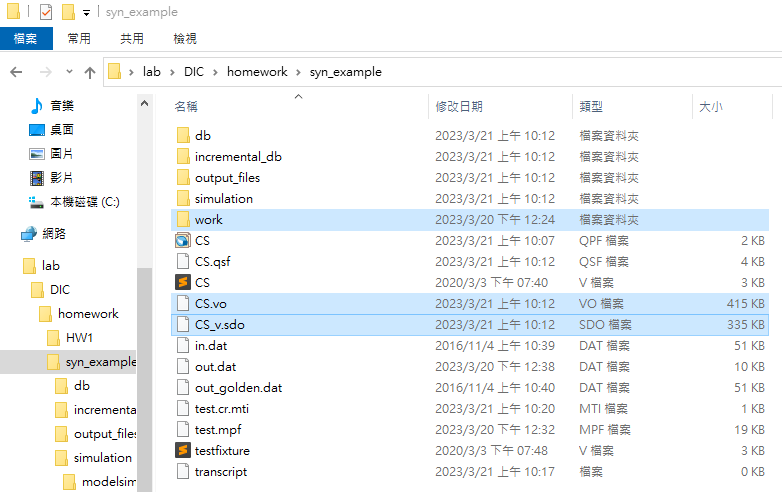 syn_example
檔案 常用 共用 檢視
lab DIC homework syn_example
音樂
桌面
圖片
影片
本機磁碟 (C:)
網路
lab
DIC
homework
HW1
syn_example
db
incrementa
output_files
simulation
modelsim
名稱 修改日期 類型 大小
db 2023/3/21 上午 10:12 檔案資料夾
incremental_db 2023/3/21 上午 10:12 檔案資料夾
output_files 2023/3/21 上午 10:12 檔案資料夾
simulation 2023/3/21 上午 10:12 檔案資料夾
work 2023/3/20 下午 12:24 檔案資料夾
CS 2023/3/21 上午 10:07 QPF 檔案 2 KB
CS.qsf 2023/3/21 上午 10:12 QSF 檔案 4 KB
CS 2020/3/3 下午 07:40 V 檔案 3 KB
CS.vo 2023/3/21 上午 10:12 VO 檔案 415 KB
CS_v.sdo 2023/3/21 上午 10:12 SDO 檔案 335 KB
in.dat 2016/11/4 上午 10:39 DAT 檔案 51 KB
out.dat 2023/3/20 下午 12:38 DAT 檔案 10 KB
out_golden.dat 2016/11/4 上午 10:40 DAT 檔案 51 KB
test.cr.mti 2023/3/21 上午 10:20 MTI 檔案 1 KB
test.mpf 2023/3/20 下午 12:32 MPF 檔案 19 KB
testfixture 2020/3/3 下午 07:48 V 檔案 3 KB
transcript 2023/3/21 上午 10:17 檔案 0 KB